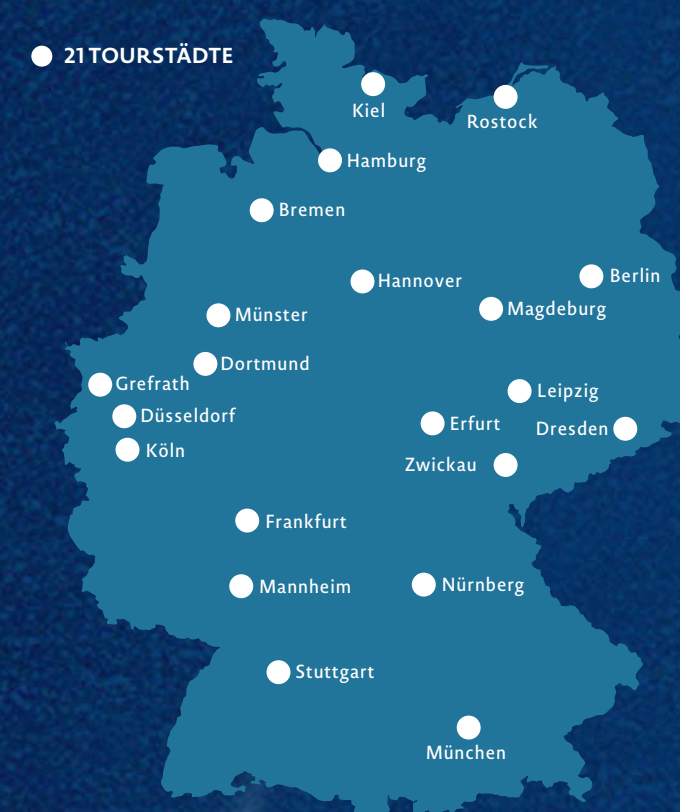 21 TOURSTÄDTE
Kiel
Rostock
Hamburg
Bremen
Hannover
Berlin
Magdeburg
Münster
Dortmund
Grefrath
Leipzig
Düsseldorf
Erfurt
Dresden
Köln
Zwickau
Frankfurt
Mannheim
Nürnberg
Stuttgart
München